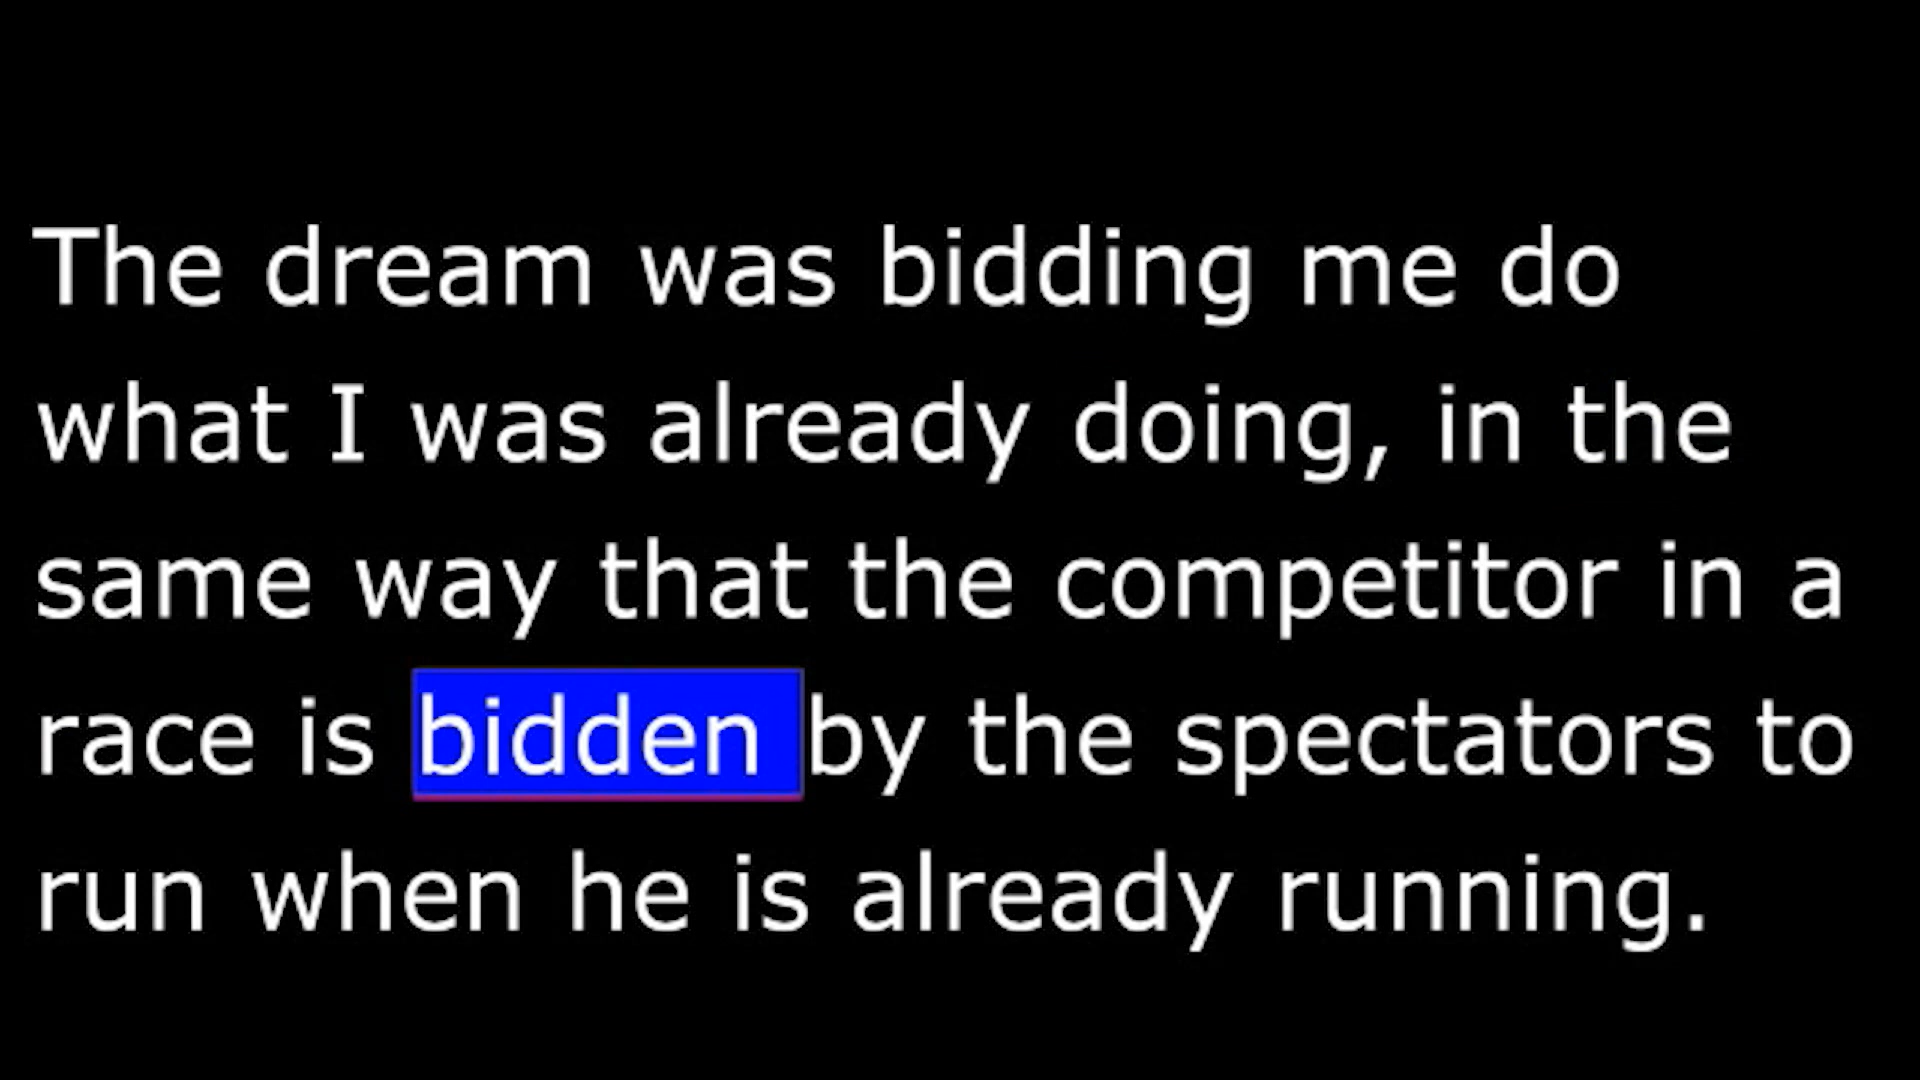 The dream was bidding me do
what I was already doing, in the
same way that the competitor in a
race is bidden by the spectators to
run when he is already running.